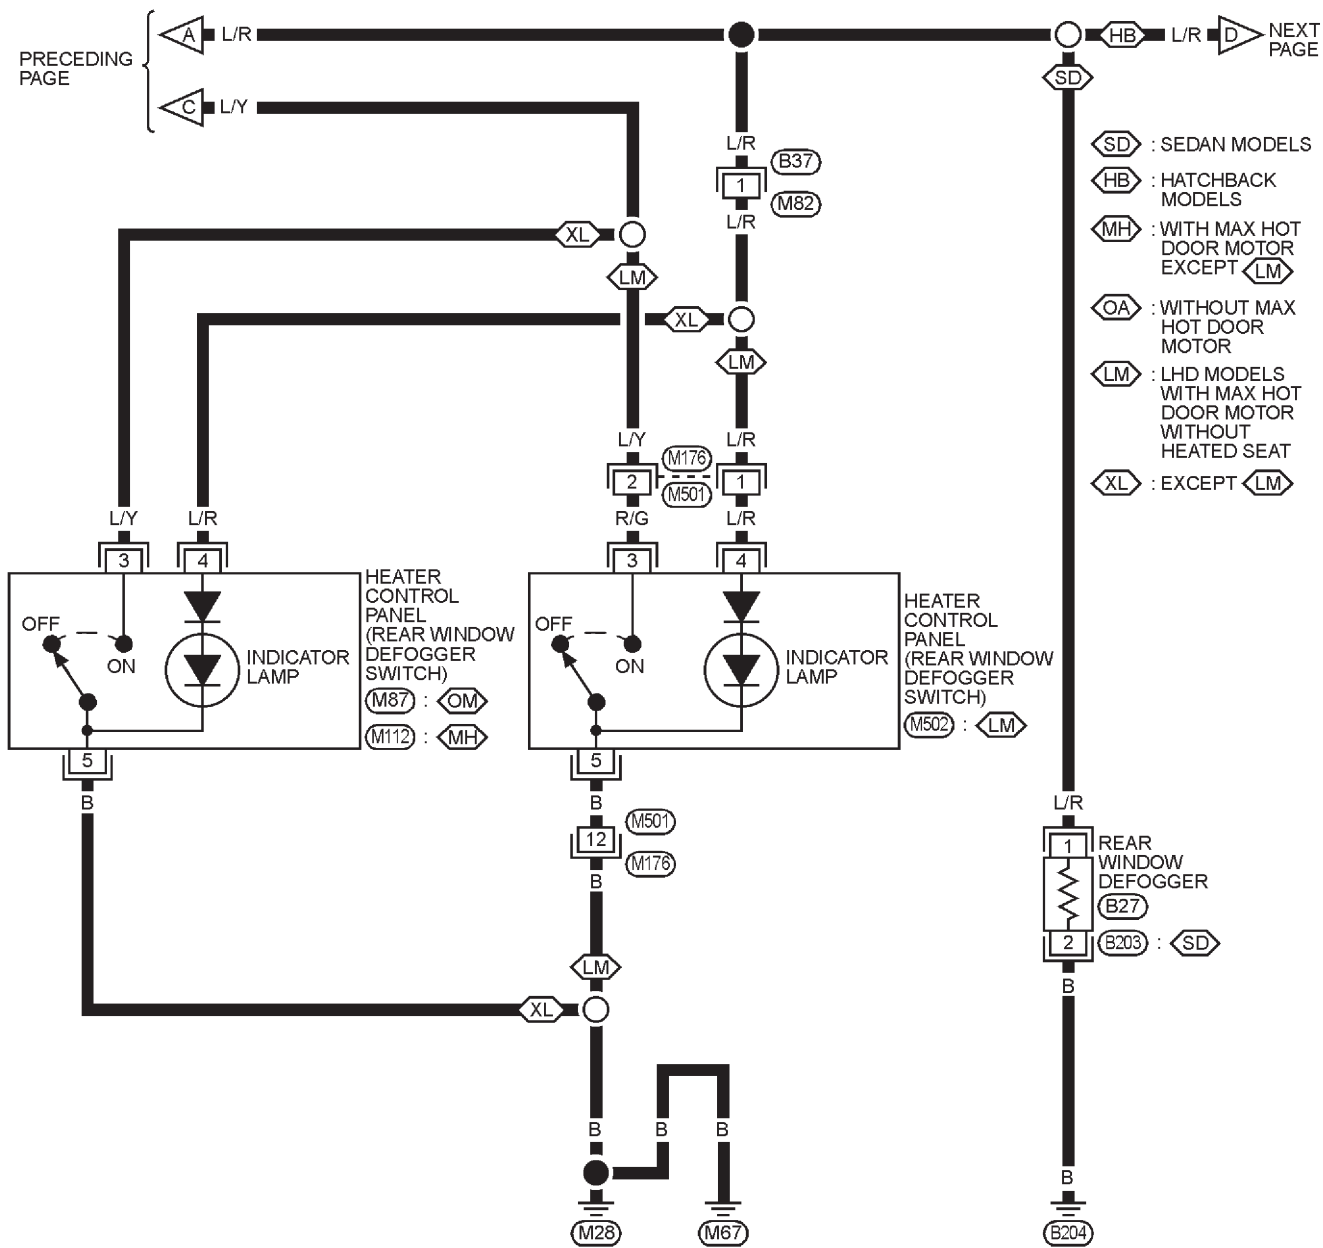 A L/R HB L/R D NEXT
PAGE
PRECEDING
PAGE
SD
C L/Y
L/R
B37
1
M82
L/R
SD : SEDAN MODELS
HB : HATCHBACK
MODELS
MH : WITH MAX HOT
DOOR MOTOR
EXCEPT LM
OA : WITHOUT MAX
HOT DOOR
MOTOR
LM : LHD MODELS
WITH MAX HOT
DOOR MOTOR
WITHOUT
HEATED SEAT
XL : EXCEPT LM
XL
LM
XL
LM
L/Y L/R
M176
2 1
M501
L/Y L/R R/G L/R
3 4 3 4
OFF
ON
INDICATOR
LAMP
HEATER
CONTROL
PANEL
(REAR WINDOW
DEFOGGER
SWITCH)
M87 : OM
M112 : MH
OFF
ON
INDICATOR
LAMP
HEATER
CONTROL
PANEL
(REAR WINDOW
DEFOGGER
SWITCH)
M502 : LM
5 5
B B
M501
12
M176
B
LM
XL
L/R
1 REAR
WINDOW
DEFOGGER
B27
2 B203 : SD
B
B B B
B
M28 M67 B204